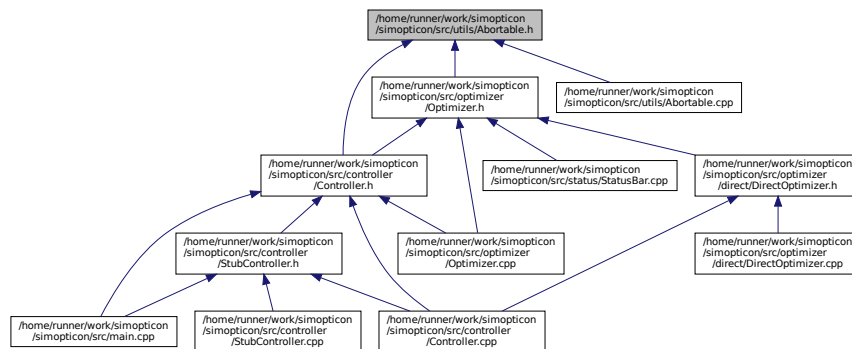 /home/runner/work/simopticon
/simopticon/src/utils/Abortable.h
/home/runner/work/simopticon
/simopticon/src/optimizer
/Optimizer.h
/home/runner/work/simopticon
/simopticon/src/utils/Abortable.cpp
/home/runner/work/simopticon
/simopticon/src/controller
/Controller.h
/home/runner/work/simopticon
/simopticon/src/status/StatusBar.cpp
/home/runner/work/simopticon
/simopticon/src/optimizer
/direct/DirectOptimizer.h
/home/runner/work/simopticon
/simopticon/src/controller
/StubController.h
/home/runner/work/simopticon
/simopticon/src/optimizer
/Optimizer.cpp
/home/runner/work/simopticon
/simopticon/src/optimizer
/direct/DirectOptimizer.cpp
/home/runner/work/simopticon
/simopticon/src/main.cpp
/home/runner/work/simopticon
/simopticon/src/controller
/StubController.cpp
/home/runner/work/simopticon
/simopticon/src/controller
/Controller.cpp